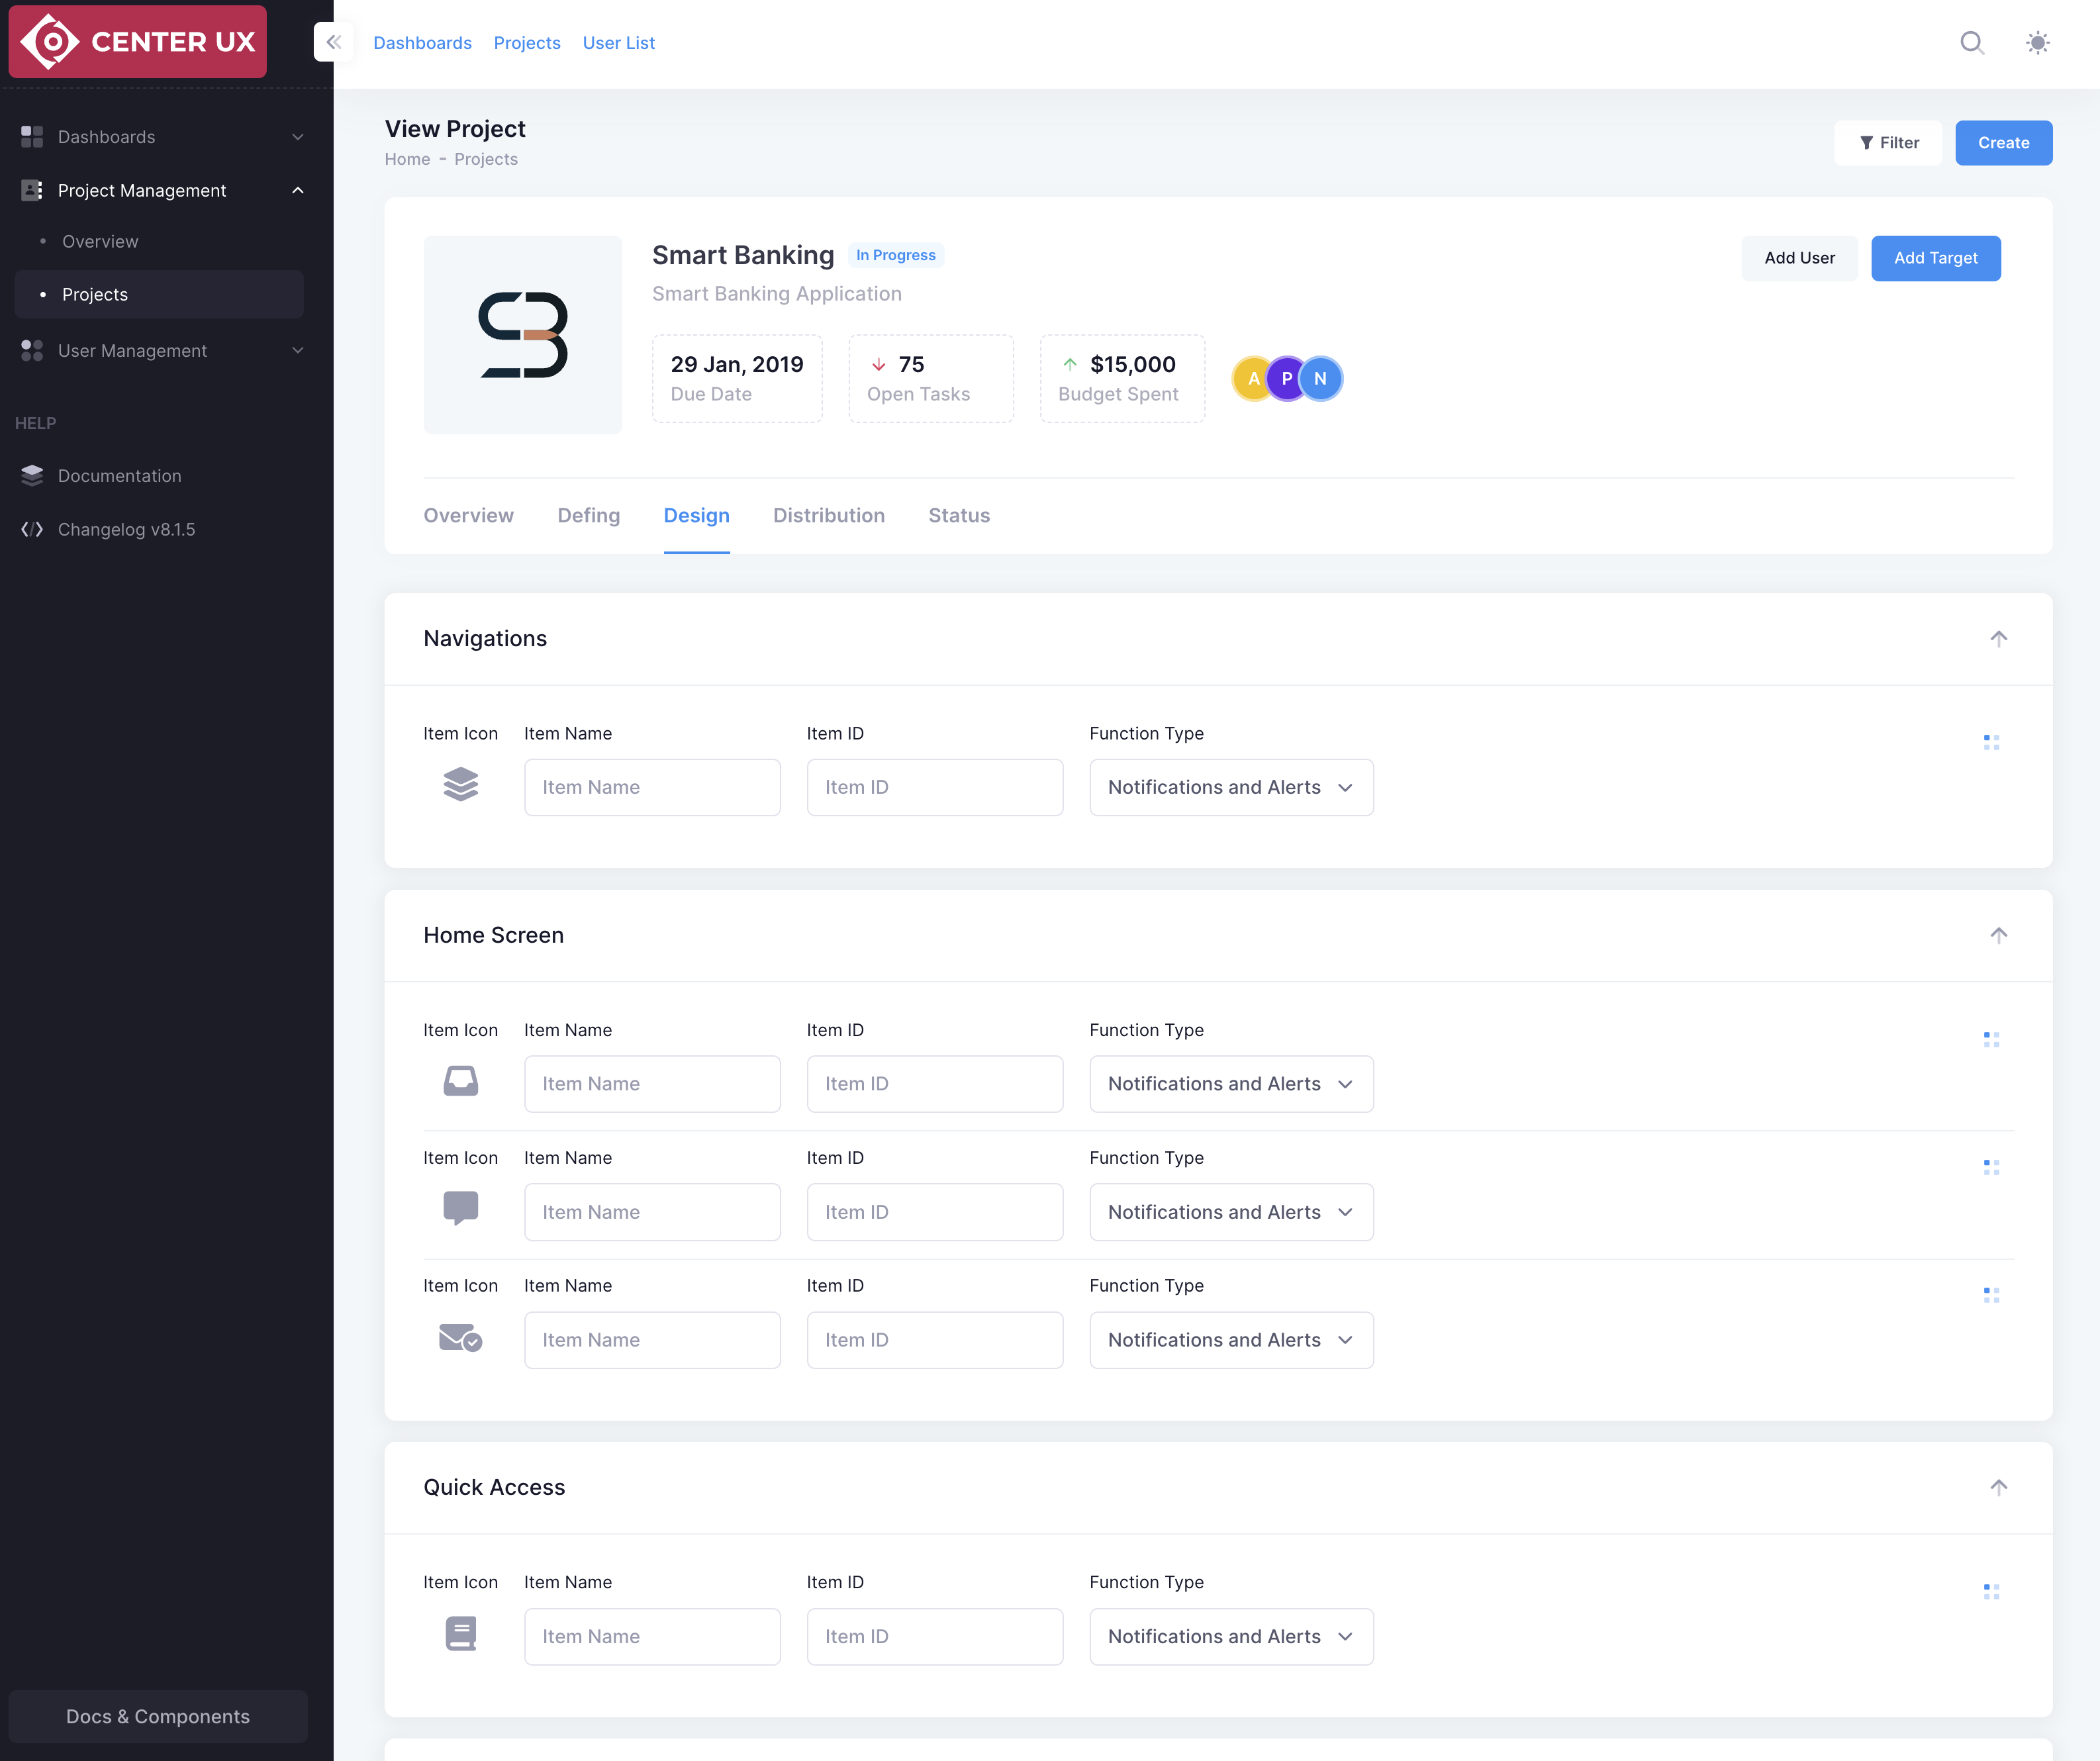 CENTER UX
Dashboards Projects User List
Dashboards
Project Management
Overview
Projects
User Management
HELP
Documentation
Changelog v8.1.5
Docs & Components
View Project
Home - Projects
Filter
Create
Smart Banking In Progress
Smart Banking Application
Add User
Add Target
29 Jan, 2019
Due Date
75
Open Tasks
$15,000
Budget Spent
A P N
Overview Defing Design Distribution Status
Navigations
Item Icon Item Name Item ID Function Type
Item Name Item ID Notifications and Alerts
Home Screen
Item Icon Item Name Item ID Function Type
Item Name Item ID Notifications and Alerts
Item Icon Item Name Item ID Function Type
Item Name Item ID Notifications and Alerts
Item Icon Item Name Item ID Function Type
Item Name Item ID Notifications and Alerts
Quick Access
Item Icon Item Name Item ID Function Type
Item Name Item ID Notifications and Alerts